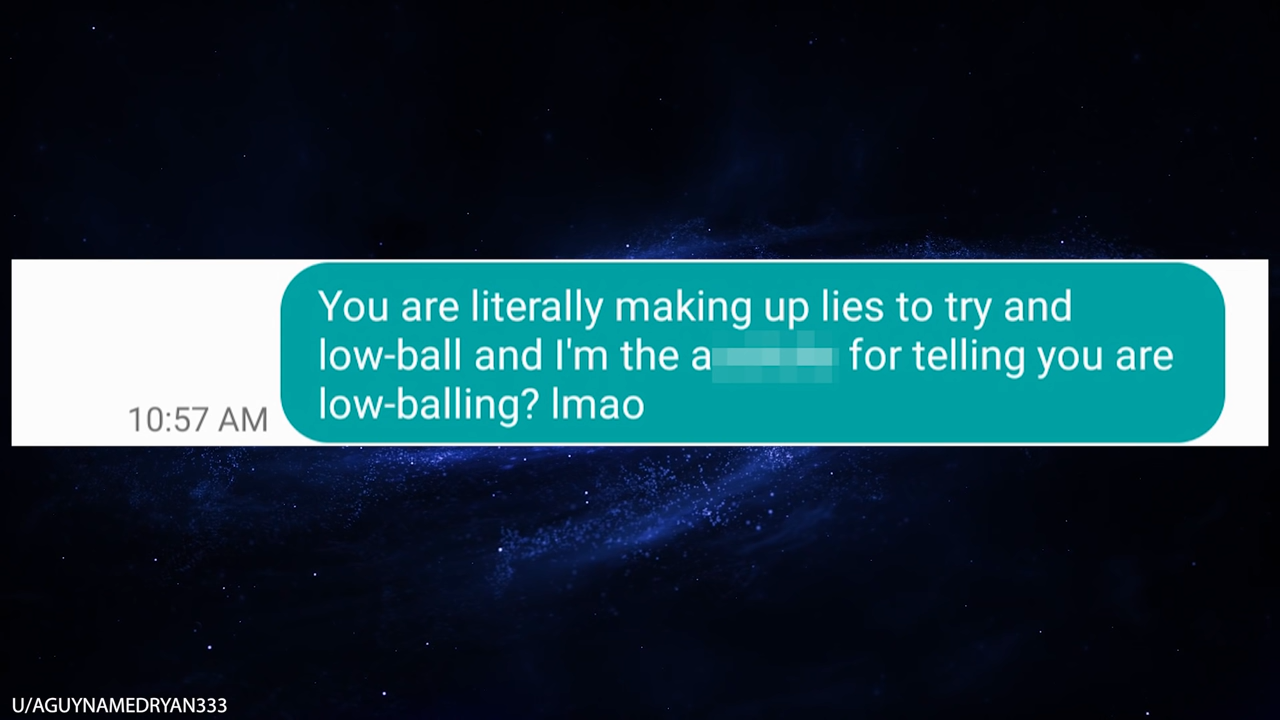 You are literally making up lies to try and
low-ball and I'm the a for telling you are
low-balling? lmao
10:57 AM
U/AGUYNAMEDRYAN333